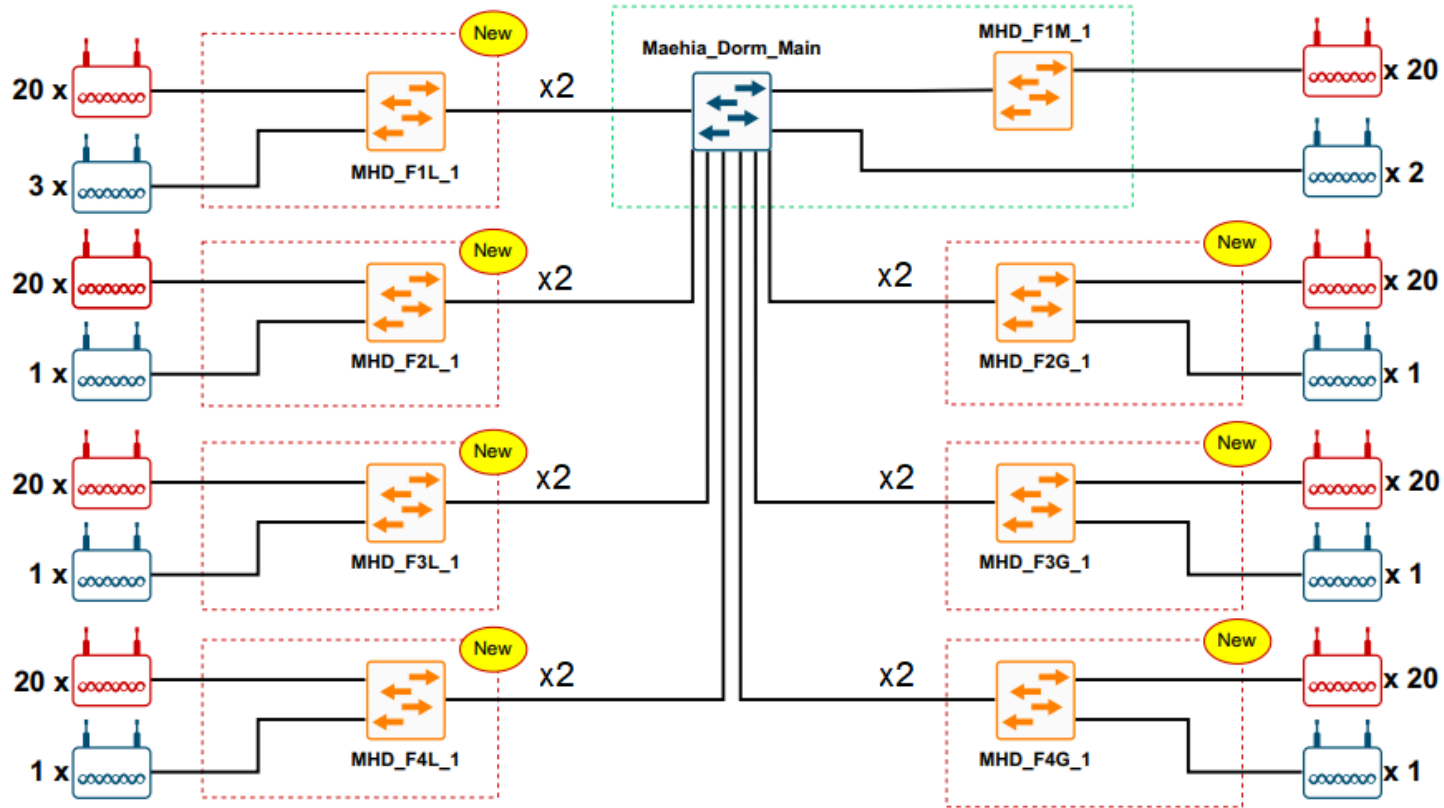 New
Maehia_Dorm_Main
MHD_F1M_1
20 x
x2
x 20
3 x
MHD_F1L_1
x 2
New
New
20 x
x2
x2
x 20
1 x
MHD_F2L_1
MHD_F2G_1
x 1
New
New
20 x
x2
x2
x 20
1 x
MHD_F3L_1
MHD_F3G_1
x 1
New
New
20 x
x2
x2
x 20
1 x
MHD_F4L_1
MHD_F4G_1
x 1